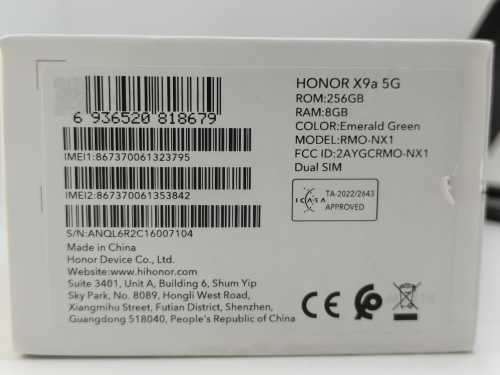 6 936520 818679
IMEI1:867370061323795
IMEI2:867370061353842
S/N:ANQL6R2C16007104
Made in China
Honor Device Co., Ltd.
Website:www.hihonor.com
Suite 3401, Unit A, Building 6, Shum Yip
Sky Park, No. 8089, Hongli West Road,
Xiangmihu Street, Futian District, Shenzhen,
Guangdong 518040, People's Republic of China
HONOR X9a 5G
ROM:256GB
RAM:8GB
COLOR:Emerald Green
MODEL:RMO-NX1
FCC ID:2AYGCRMO-NX1
Dual SIM
ICASA
TA-2022/2643
APPROVED
CE